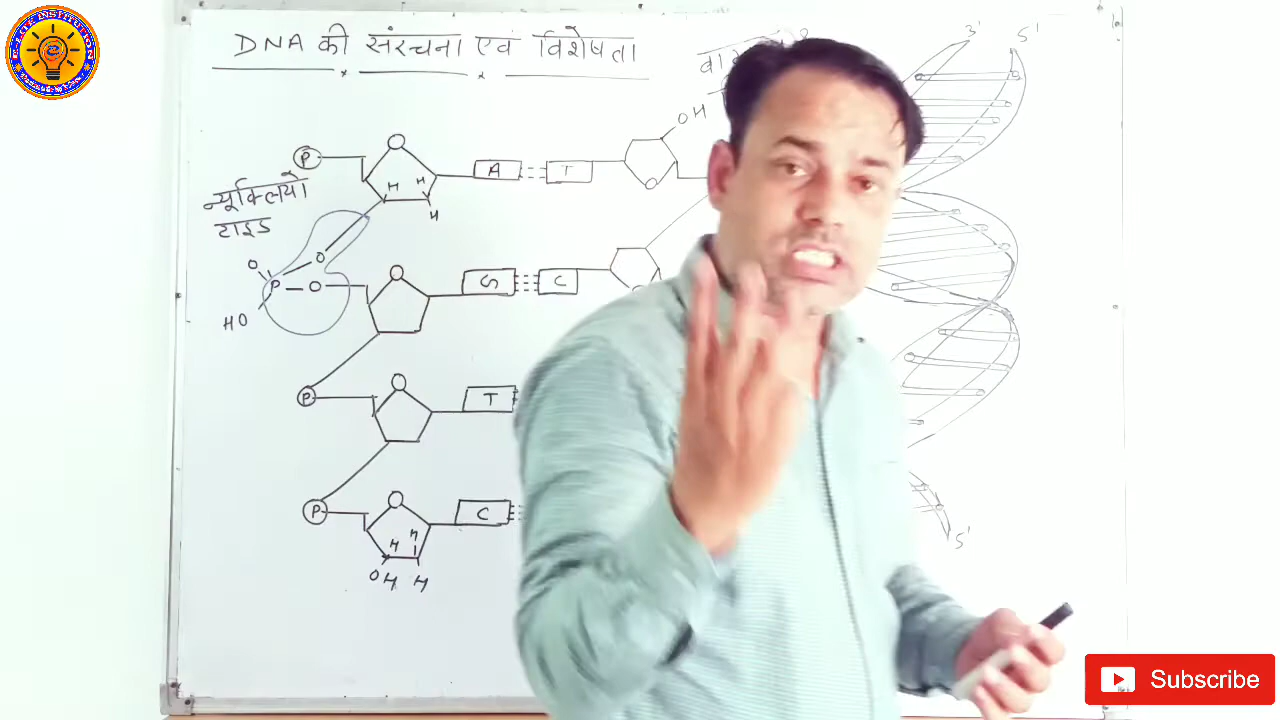 DNA की संरचना एवं विशेषता
3' 5'
OH
P A T
H H
H
न्यूक्लियो
टाइड
O O
P O G C
HO
P T
P C
H H
OH H
5'
Subscribe